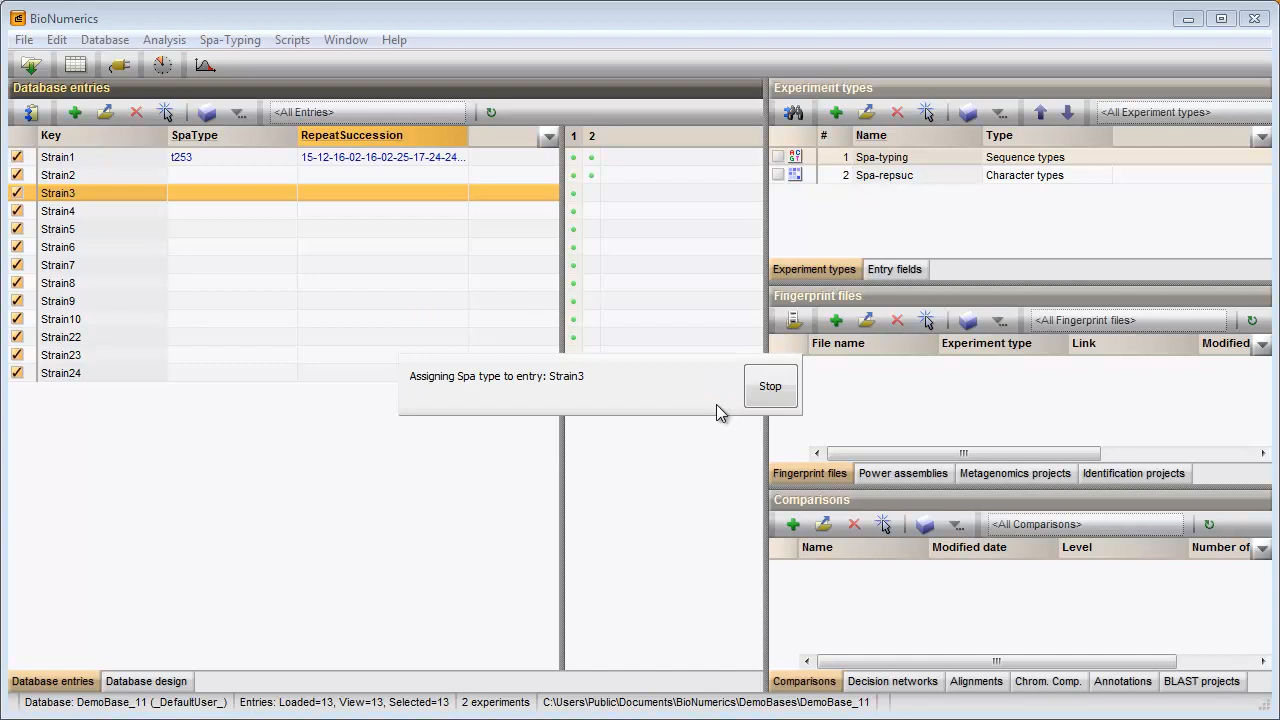 BioNumerics
File Edit Database Analysis Spa-Typing Scripts Window Help
Database entries
<All Entries>
Key SpaType RepeatSuccession 1 2
Strain1 t253 15-12-16-02-16-02-25-17-24-24...
Strain2
Strain3
Strain4
Strain5
Strain6
Strain7
Strain8
Strain9
Strain10
Strain22
Strain23
Strain24
Assigning Spa type to entry: Strain3
Stop
Experiment types
<All Experiment types>
# Name Type
1 Spa-typing Sequence types
2 Spa-repsuc Character types
Experiment types Entry fields
Fingerprint files
<All Fingerprint files>
File name Experiment type Link Modified
Fingerprint files Power assemblies Metagenomics projects Identification projects
Comparisons
<All Comparisons>
Name Modified date Level Number of
Comparisons Decision networks Alignments Chrom. Comp. Annotations BLAST projects
Database entries Database design
Database: DemoBase_11 (_DefaultUser_) Entries: Loaded=13, View=13, Selected=13 2 experiments C:\Users\Public\Documents\BioNumerics\DemoBases\DemoBase_11